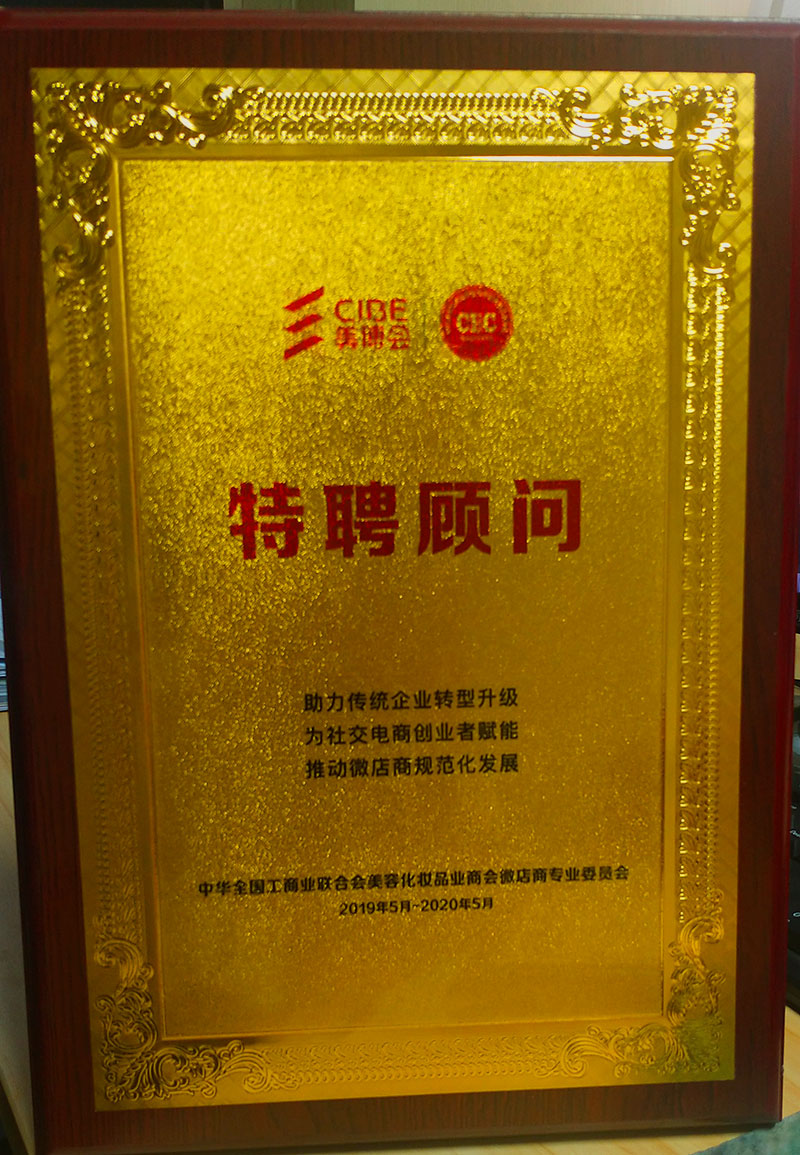 CIBE
美博会
特聘顾问
助力传统企业转型升级
为社交电商创业者赋能
推动微店商规范化发展
中华全国工商业联合会美容化妆品业商会微店商专业委员会
2019年5月~2020年5月